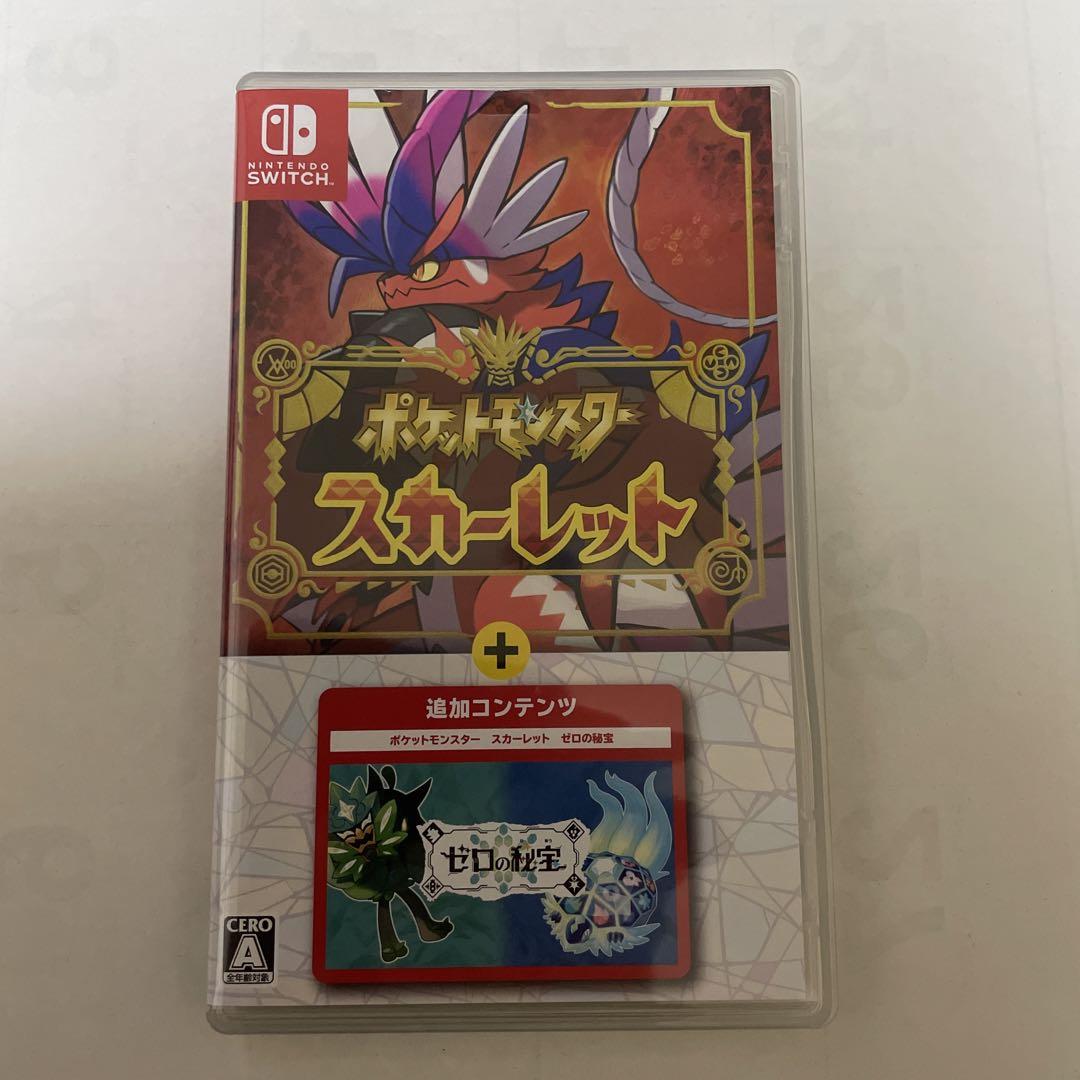 NINTENDO
SWITCH™
ポケットモンスター
スカーレット
+
追加コンテンツ
ポケットモンスター スカーレット ゼロの秘宝
ゼロの秘宝
CERO
A
全年齢対象